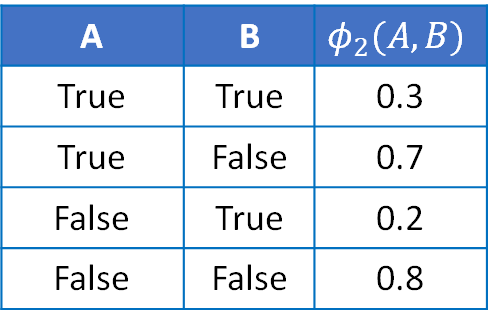 A B ϕ₂(A, B)
True True 0.3
True False 0.7
False True 0.2
False False 0.8